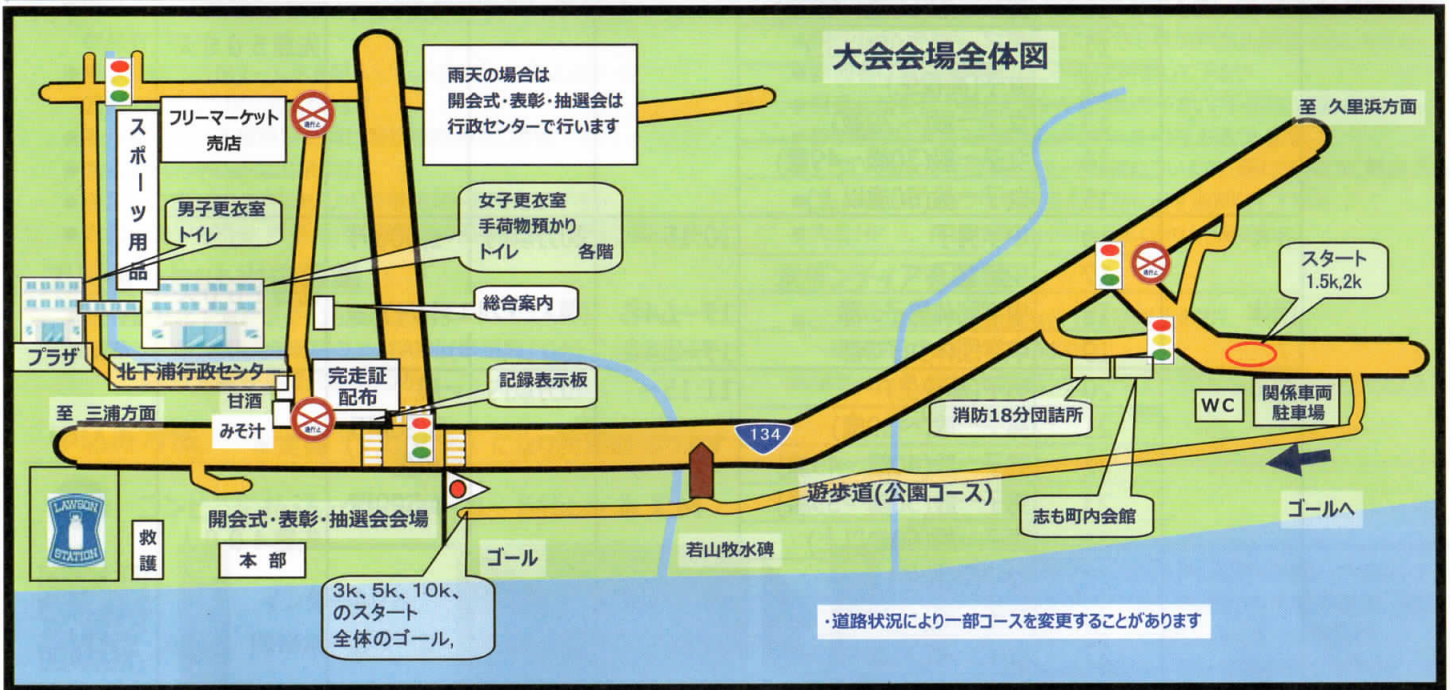 大会会場全体図
雨天の場合は
開会式・表彰・抽選会は
行政センターで行います
至 久里浜方面
フリーマーケット
売店
スポーツ用品
男子更衣室
トイレ
女子更衣室
手荷物預かり
トイレ 各階
総合案内
スタート
1.5k,2k
プラザ
北下浦行政センター
甘酒
みそ汁
完走証
配布
記録表示板
至 三浦方面
134
消防18分団詰所
WC
関係車両
駐車場
遊歩道(公園コース)
志も町内会館
ゴールへ
LAWSON
STATION
救護
開会式・表彰・抽選会会場
本部
ゴール
若山牧水碑
3k、5k、10k、
のスタート
全体のゴール,
・道路状況により一部コースを変更することがあります